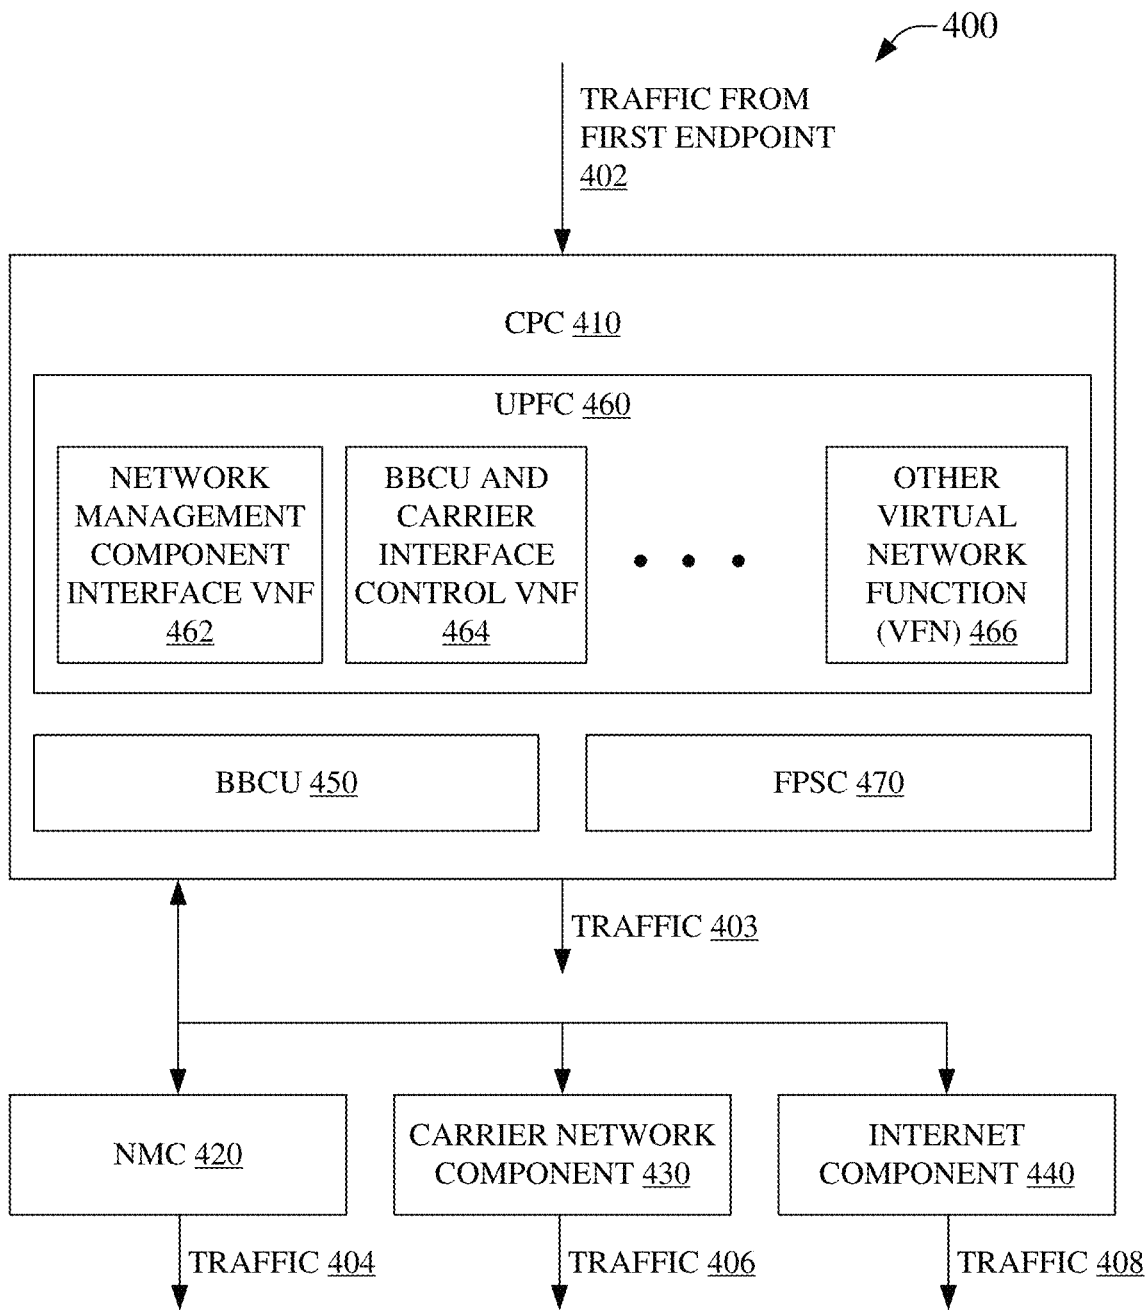 400
TRAFFIC FROM
FIRST ENDPOINT
402
CPC 410
UPFC 460
NETWORK
MANAGEMENT
COMPONENT
INTERFACE VNF
462
BBCU AND
CARRIER
INTERFACE
CONTROL VNF
464
OTHER
VIRTUAL
NETWORK
FUNCTION
(VFN) 466
BBCU 450
FPSC 470
TRAFFIC 403
NMC 420
CARRIER NETWORK
COMPONENT 430
INTERNET
COMPONENT 440
TRAFFIC 404
TRAFFIC 406
TRAFFIC 408